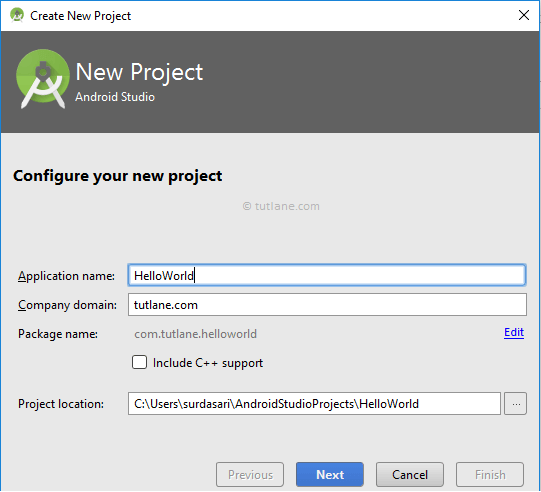 Create New Project
New Project
Android Studio
Configure your new project
© tutlane.com
Application name: HelloWorld
Company domain: tutlane.com
Package name: com.tutlane.helloworld Edit
Include C++ support
Project location: C:\Users\surdasari\AndroidStudioProjects\HelloWorld ...
Previous Next Cancel Finish